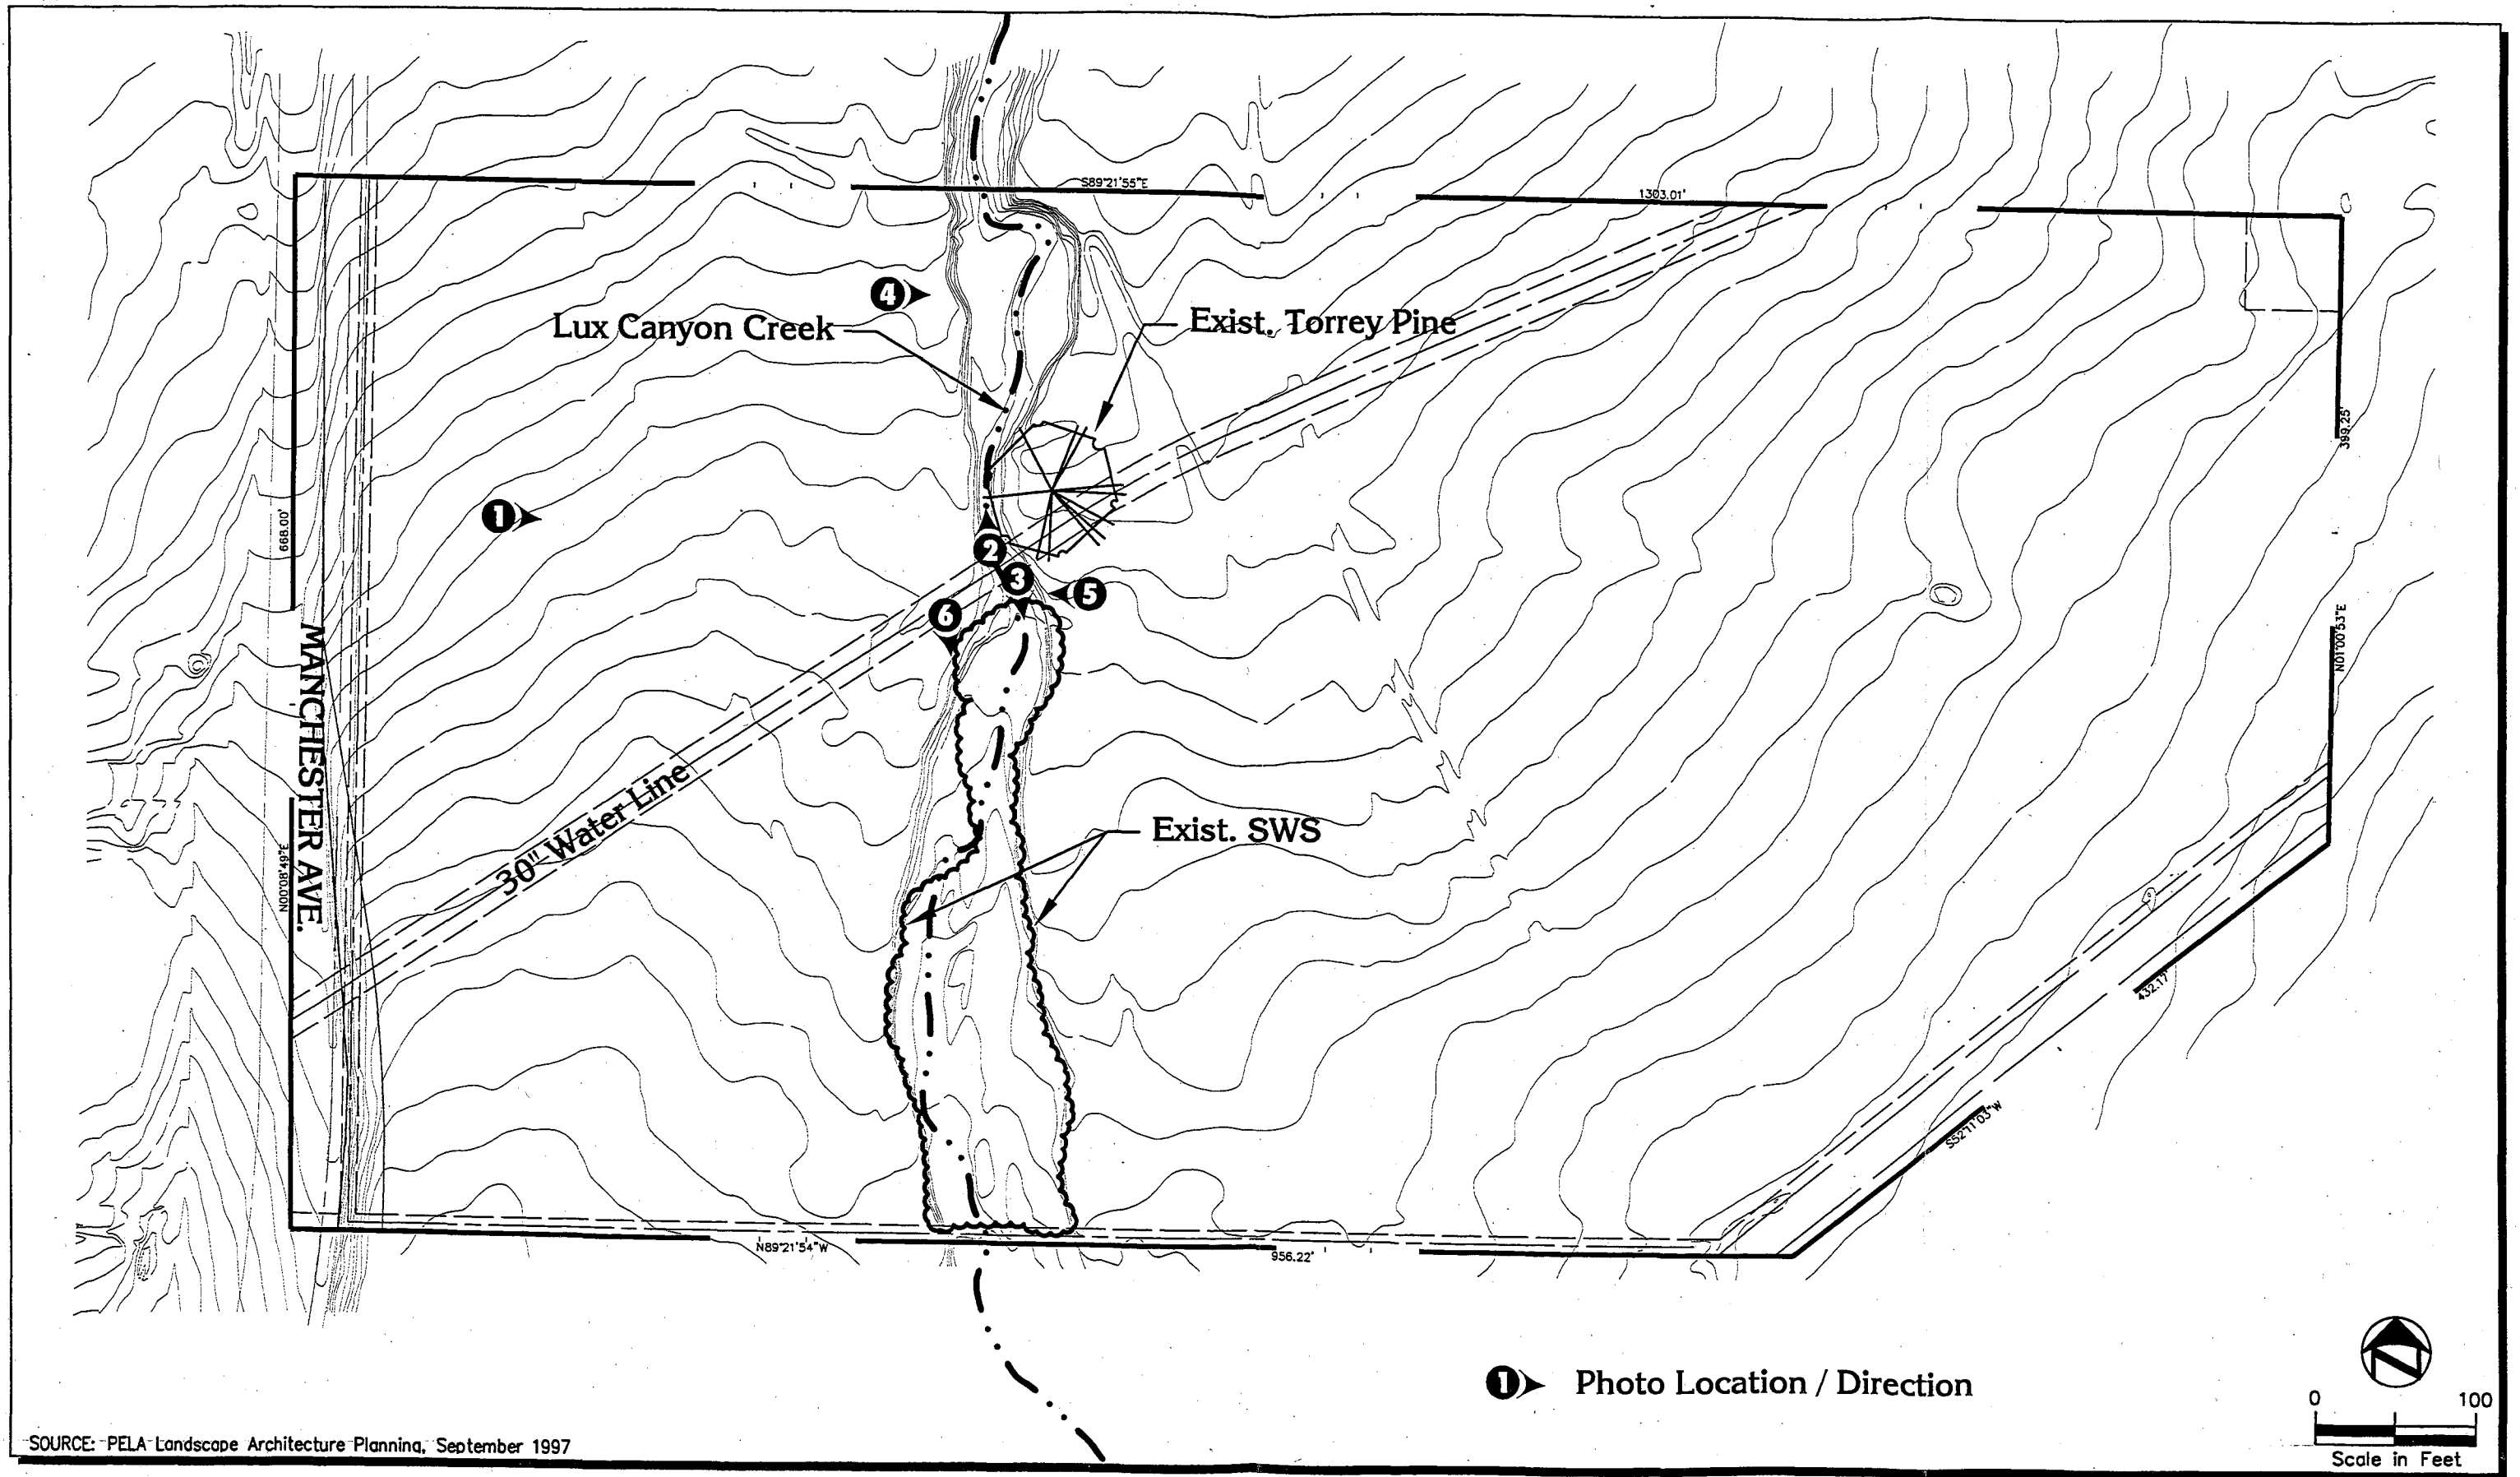 S89°21'55"E
1303.01'
4
Lux Canyon Creek
Exist. Torrey Pine
399.25'
1
668.00'
2
3
5
6
N01°00'53"E
MANCHESTER AVE.
30" Water Line
Exist. SWS
N00°08'49"E
432.17'
S52°11'03"W
N89°21'54"W
956.22'
1 Photo Location / Direction
N
0 100
Scale in Feet
SOURCE: PELA Landscape Architecture Planning, September 1997